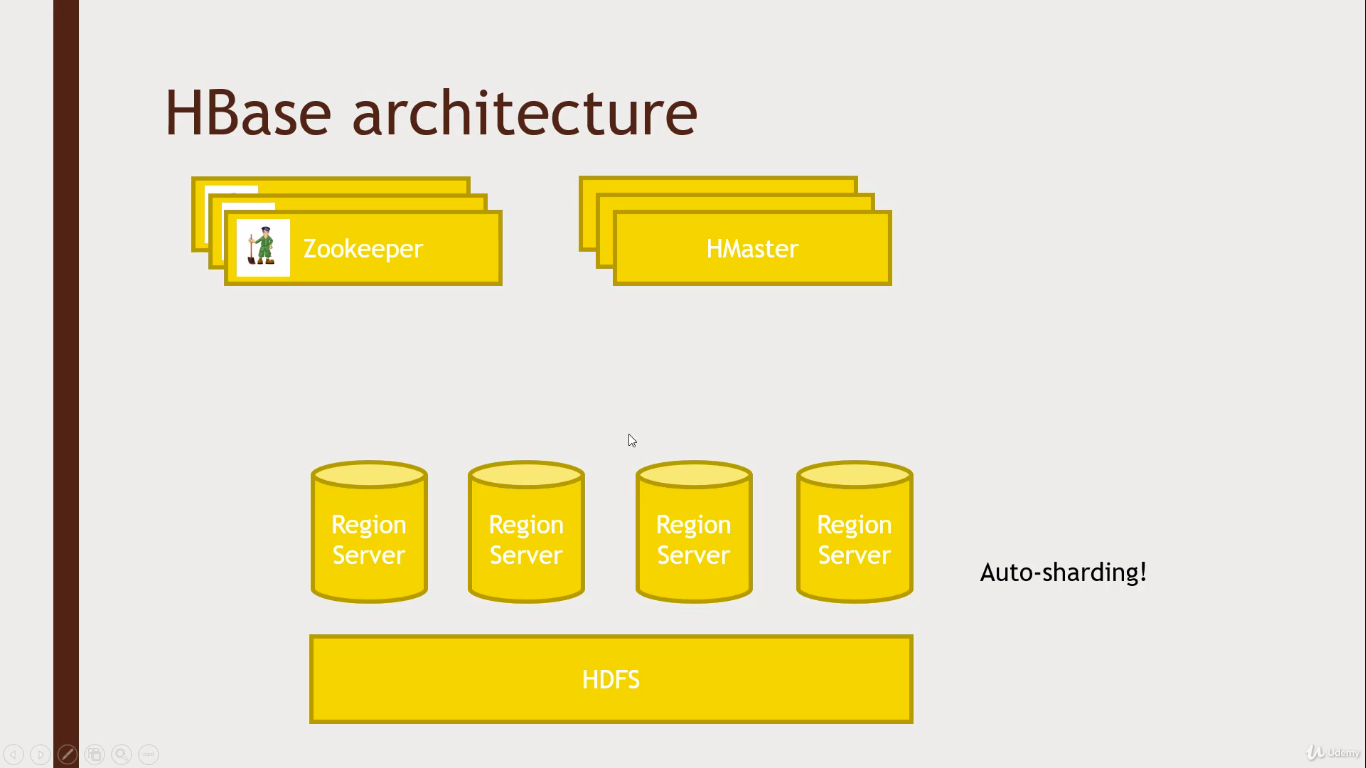 HBase architecture
Zookeeper
HMaster
Region
Server
Region
Server
Region
Server
Region
Server
Auto-sharding!
HDFS
Udemy